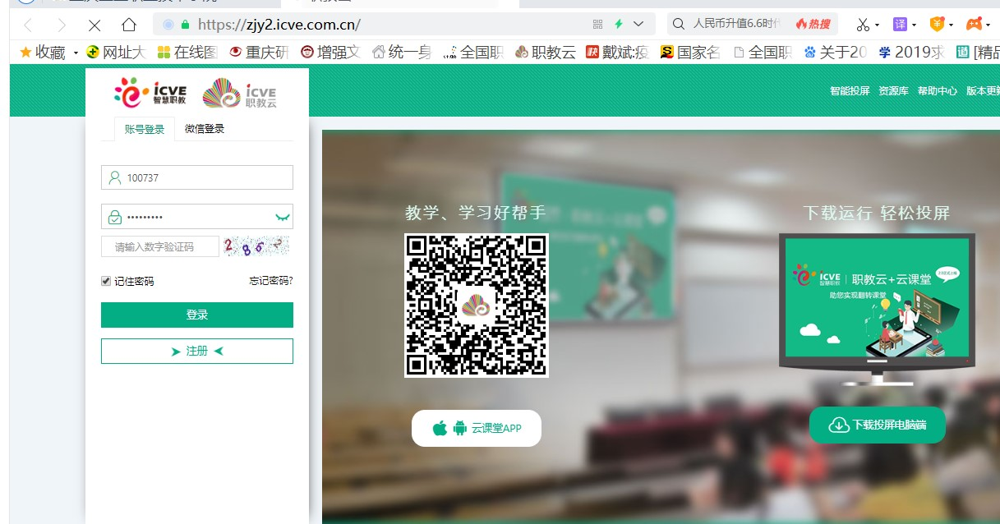 https://zjy2.icve.com.cn/
人民币升值6.6时
热搜
译
收藏
网址大
在线图
重庆研
增强文
统一身
全国职
职教云
戴斌:疫
国家名
全国职
关于20
2019求
[精品
智能投屏
资源库
帮助中心
版本更新
iCVE
智慧职教
iCVE
职教云
账号登录
微信登录
100737
请输入数字验证码
2 8 6 2
记住密码
忘记密码?
登录
注册
教学、学习好帮手
云课堂APP
下载运行 轻松投屏
iCVE
智慧职教
职教云+云课堂
助您实现翻转课堂
下载投屏电脑端